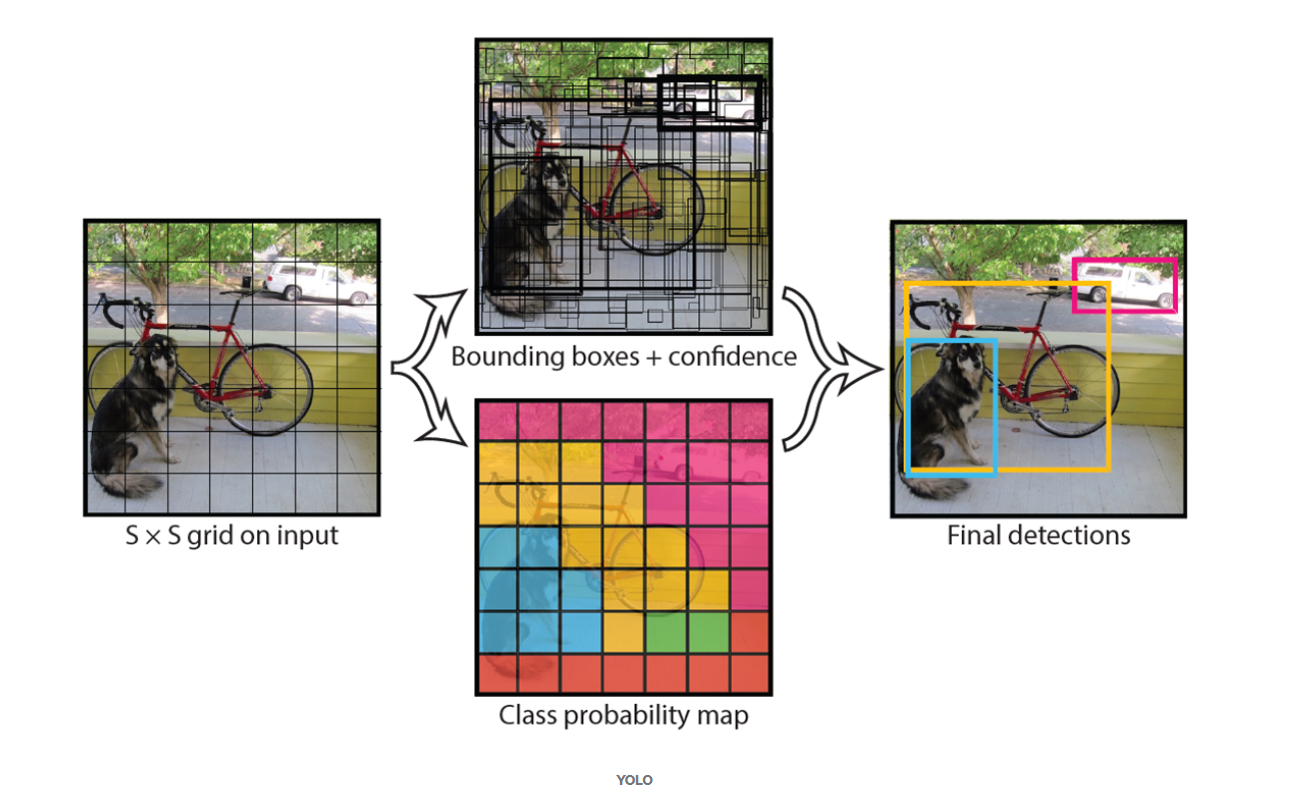 Bounding boxes + confidence
S × S grid on input
Final detections
Class probability map
YOLO